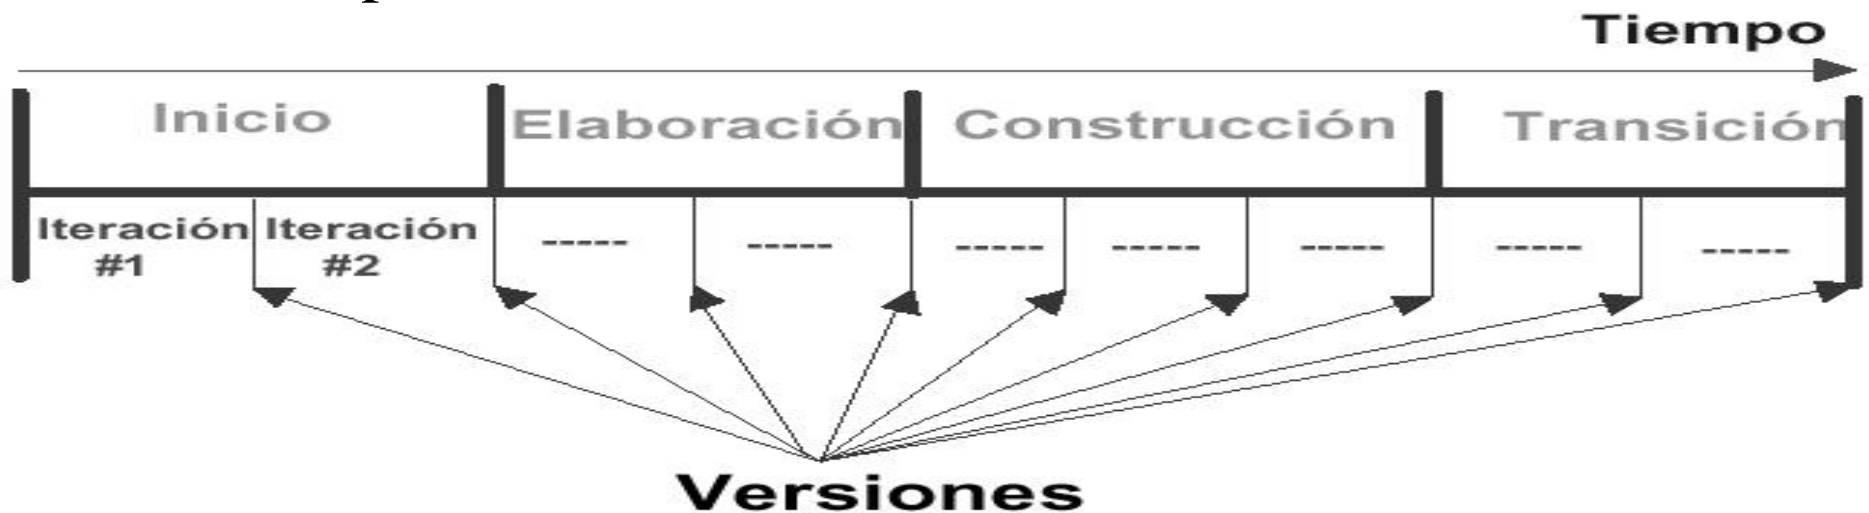 Tiempo
Inicio Elaboración Construcción Transición
Iteración Iteración
#1 #2
----- ----- ----- ----- ----- ----- -----
Versiones